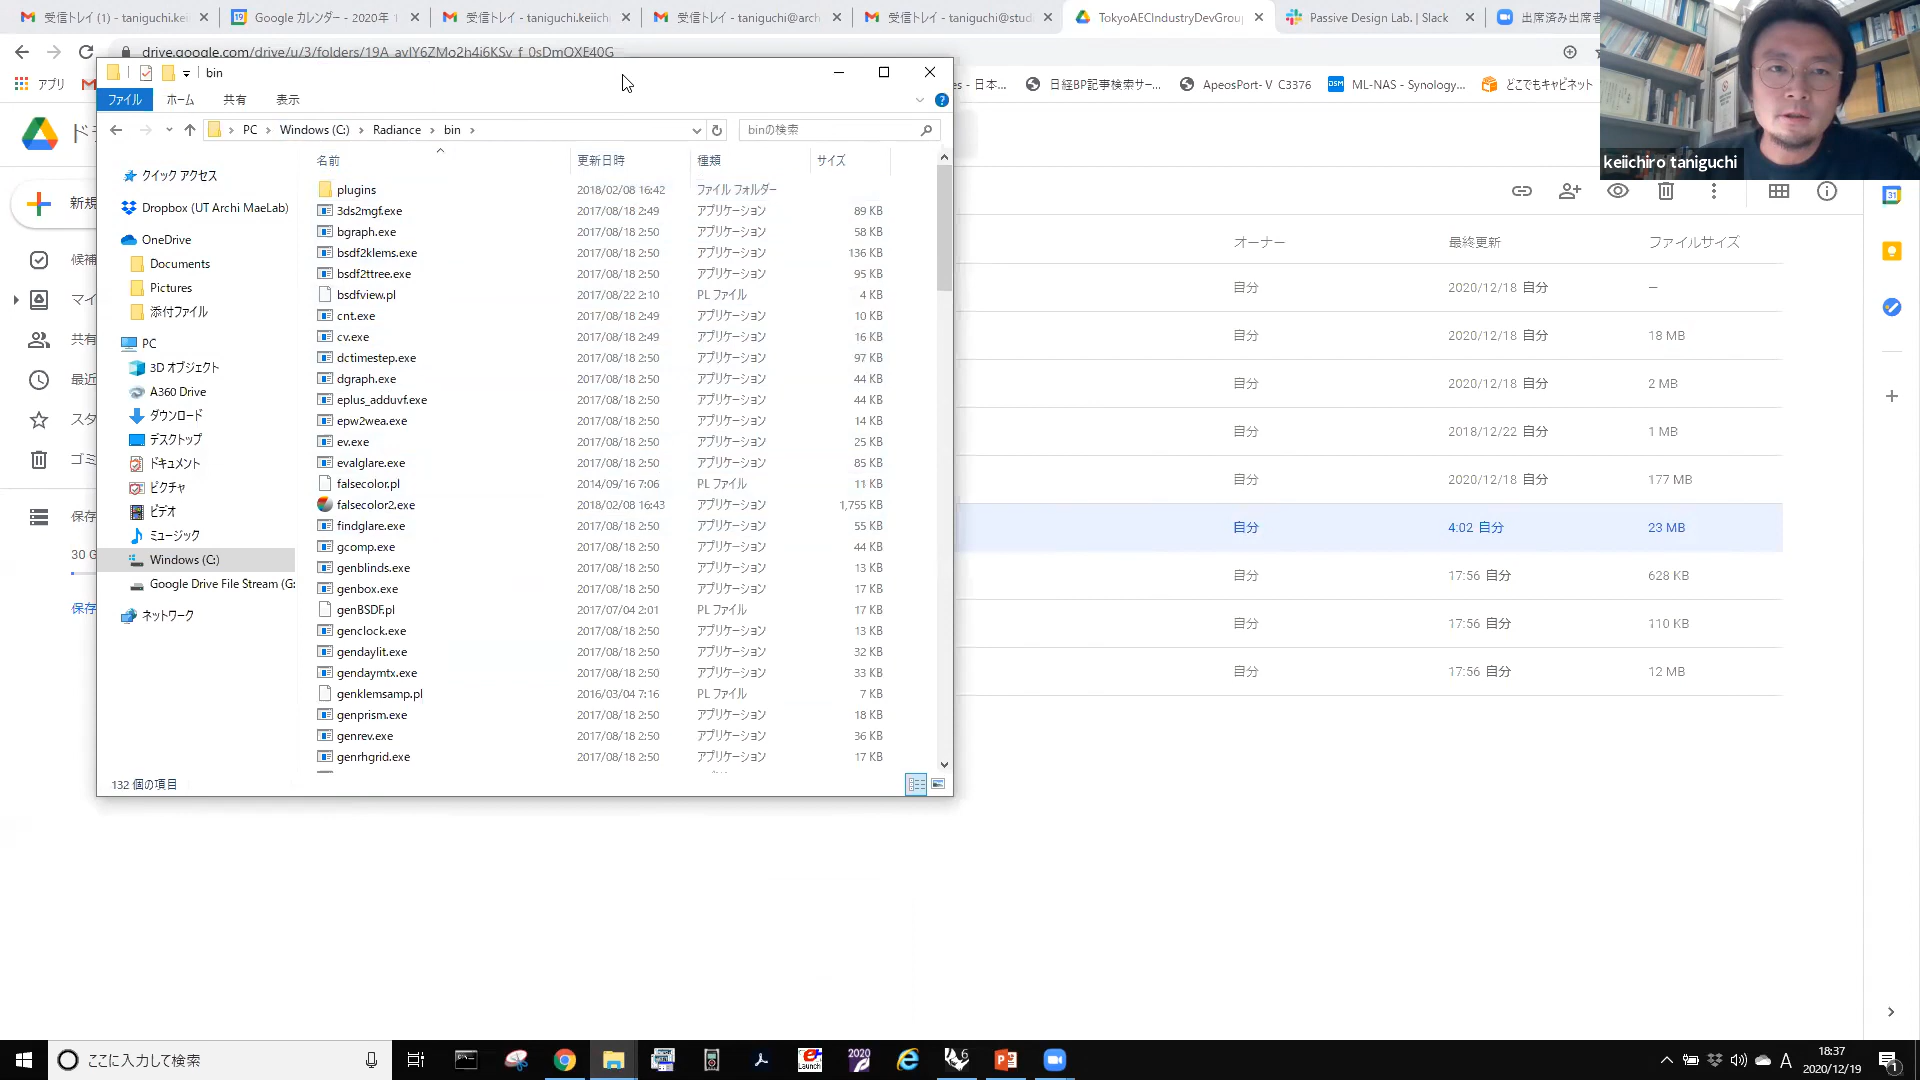 受信トレイ (1) - taniguchi.kei
Google カレンダー - 2020年 1
受信トレイ - taniguchi.keiich
受信トレイ - taniguchi@arch
受信トレイ - taniguchi@stud
TokyoAECIndustryDevGrou
Passive Design Lab. | Slack
出席済み出席者
drive.google.com/drive/u/3/folders/19A_avIY6ZMo2h4i6KSv_f_0sDmOXE40G
アプリ
es - 日本...
日経BP記事検索サー...
ApeosPort-V C3376
ML-NAS - Synology...
どこでもキャビネット
keiichiro taniguchi
bin
ファイル
ホーム
共有
表示
PC
Windows (C:)
Radiance
bin
binの検索
ド
新規
候補
マイ
共有
最近
スタ
ゴミ
保存
30 G
保存
クイック アクセス
Dropbox (UT Archi MaeLab)
OneDrive
Documents
Pictures
添付ファイル
PC
3D オブジェクト
A360 Drive
ダウンロード
デスクトップ
ドキュメント
ピクチャ
ビデオ
ミュージック
Windows (C:)
Google Drive File Stream (G:
ネットワーク
名前 更新日時 種類 サイズ
plugins 2018/02/08 16:42 ファイル フォルダー
3ds2mgf.exe 2017/08/18 2:49 アプリケーション 89 KB
bgraph.exe 2017/08/18 2:50 アプリケーション 58 KB
bsdf2klems.exe 2017/08/18 2:50 アプリケーション 136 KB
bsdf2ttree.exe 2017/08/18 2:50 アプリケーション 95 KB
bsdfview.pl 2017/08/22 2:10 PL ファイル 4 KB
cnt.exe 2017/08/18 2:49 アプリケーション 10 KB
cv.exe 2017/08/18 2:49 アプリケーション 16 KB
dctimestep.exe 2017/08/18 2:50 アプリケーション 97 KB
dgraph.exe 2017/08/18 2:50 アプリケーション 44 KB
eplus_adduvf.exe 2017/08/18 2:50 アプリケーション 44 KB
epw2wea.exe 2017/08/18 2:50 アプリケーション 14 KB
ev.exe 2017/08/18 2:50 アプリケーション 25 KB
evalglare.exe 2017/08/18 2:50 アプリケーション 85 KB
falsecolor.pl 2014/09/16 7:06 PL ファイル 11 KB
falsecolor2.exe 2018/02/08 16:43 アプリケーション 1,755 KB
findglare.exe 2017/08/18 2:50 アプリケーション 55 KB
gcomp.exe 2017/08/18 2:50 アプリケーション 44 KB
genblinds.exe 2017/08/18 2:50 アプリケーション 13 KB
genbox.exe 2017/08/18 2:50 アプリケーション 17 KB
genBSDF.pl 2017/07/04 2:01 PL ファイル 17 KB
genclock.exe 2017/08/18 2:50 アプリケーション 13 KB
gendaylit.exe 2017/08/18 2:50 アプリケーション 32 KB
gendaymtx.exe 2017/08/18 2:50 アプリケーション 33 KB
genklemsamp.pl 2016/03/04 7:16 PL ファイル 7 KB
genprism.exe 2017/08/18 2:50 アプリケーション 18 KB
genrev.exe 2017/08/18 2:50 アプリケーション 36 KB
genrhgrid.exe 2017/08/18 2:50 アプリケーション 17 KB
132 個の項目
オーナー 最終更新 ファイルサイズ
自分 2020/12/18 自分 –
自分 2020/12/18 自分 18 MB
自分 2020/12/18 自分 2 MB
自分 2018/12/22 自分 1 MB
自分 2020/12/18 自分 177 MB
自分 4:02 自分 23 MB
自分 17:56 自分 628 KB
自分 17:56 自分 110 KB
自分 17:56 自分 12 MB
31
ここに入力して検索
Launch
2020
6
A
18:37
2020/12/19
1